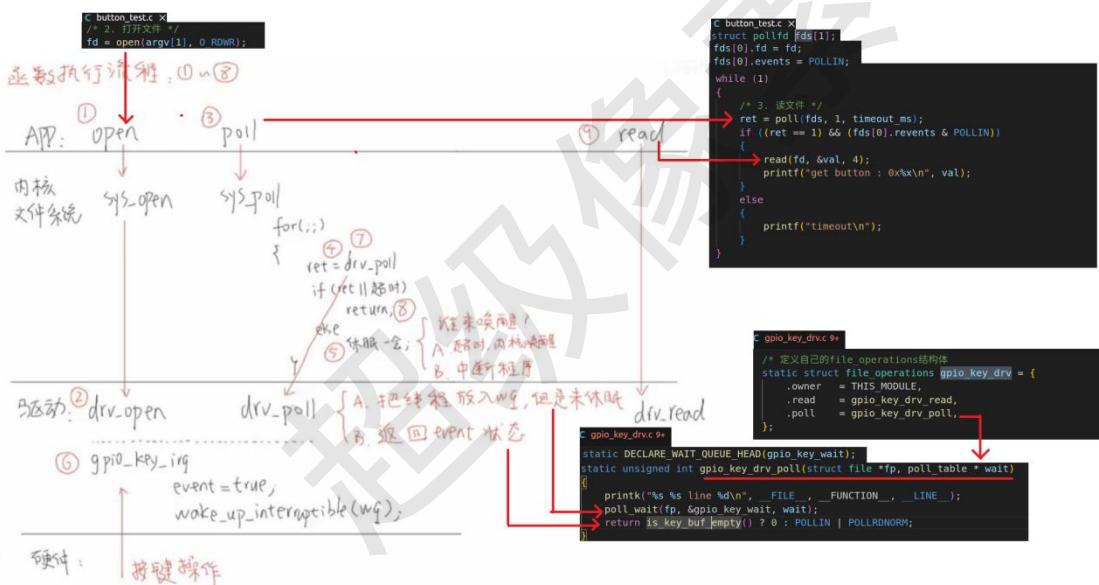 C button_test.c ×
/* 2. 打开文件 */
fd = open(argv[1], O_RDWR);
函数执行流程:①~⑧
① ③ ⑨
APP: open poll read
内核
文件系统 sys_open sys_poll
for(;;)
{
④ ⑦
ret=drv_poll
if(ret||超时)
return; ⑧
else
⑤ 休眠一会;
{ 谁来唤醒?
A. 超时,内核唤醒
B. 中断程序
}
驱动: ② drv_open drv_poll drv_read
{ A. 把线程放入wq,但是未休眠
B. 返回event状态
⑥ gpio_key_irq
event=true;
wake_up_interruptible(wq);
硬件: 按键操作
C button_test.c ×
struct pollfd fds[1];
fds[0].fd = fd;
fds[0].events = POLLIN;
while (1)
{
/* 3. 读文件 */
ret = poll(fds, 1, timeout_ms);
if ((ret == 1) && (fds[0].revents & POLLIN))
{
read(fd, &val, 4);
printf("get button : 0x%x\n", val);
}
else
{
printf("timeout\n");
}
}
C gpio_key_drv.c 9+
/* 定义自己的file_operations结构体
static struct file_operations gpio_key_drv = {
.owner = THIS_MODULE,
.read = gpio_key_drv_read,
.poll = gpio_key_drv_poll,
};
C gpio_key_drv.c 9+
static DECLARE_WAIT_QUEUE_HEAD(gpio_key_wait);
static unsigned int gpio_key_drv_poll(struct file *fp, poll_table * wait)
{
printk("%s %s line %d\n", __FILE__, __FUNCTION__, __LINE__);
poll_wait(fp, &gpio_key_wait, wait);
return is_key_buf_empty() ? 0 : POLLIN | POLLRDNORM;
}
超级像素